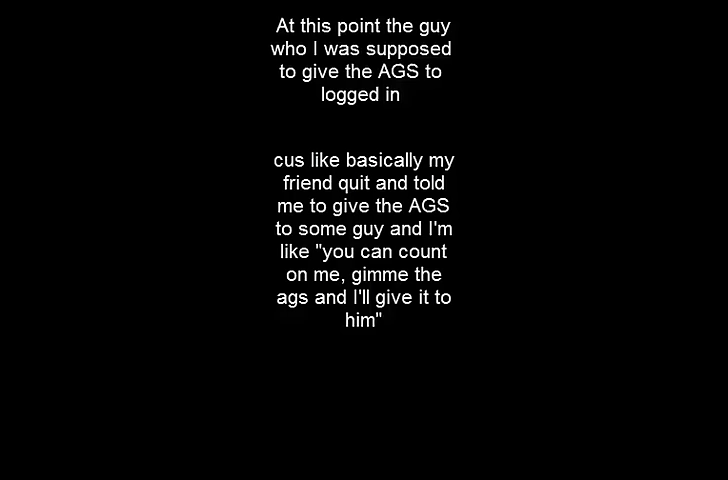 At this point the guy
who I was supposed
to give the AGS to
logged in
cus like basically my
friend quit and told
me to give the AGS
to some guy and I'm
like "you can count
on me, gimme the
ags and I'll give it to
him"